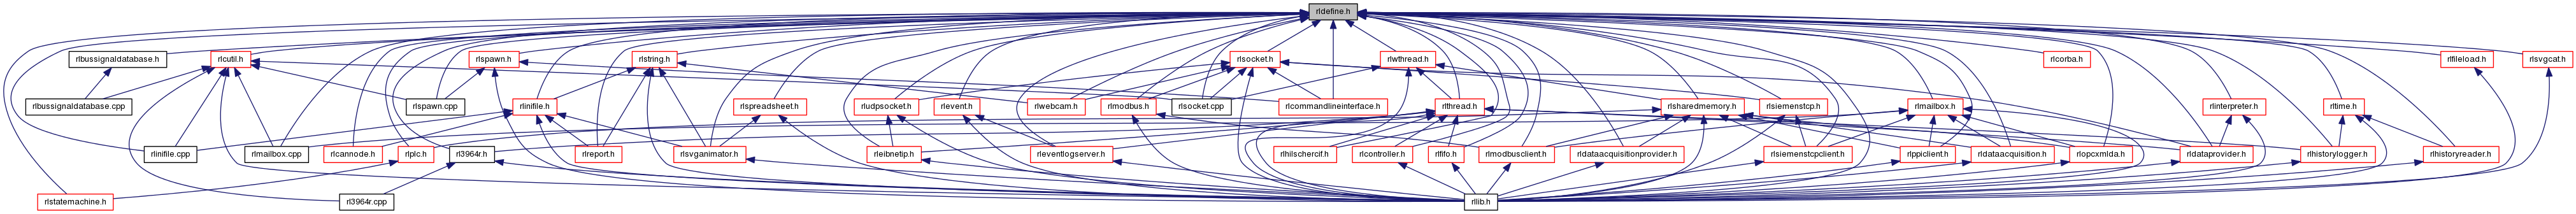 rldefine.h
rlbussignaldatabase.h
rlcutil.h
rlspawn.h
rlstring.h
rlsocket.h
rlwthread.h
rlcorba.h
rlfileload.h
rlsvgcat.h
rlbussignaldatabase.cpp
rlspawn.cpp
rlinifile.h
rlspreadsheet.h
rludpsocket.h
rlevent.h
rlwebcam.h
rlmodbus.h
rlsocket.cpp
rlcommandlineinterface.h
rlthread.h
rlsharedmemory.h
rlsiemenstcp.h
rlmailbox.h
rlinterpreter.h
rltime.h
rlinifile.cpp
rlmailbox.cpp
rlcannode.h
rlplc.h
rl3964r.h
rlreport.h
rlsvganimator.h
rleibnetip.h
rleventlogserver.h
rlhilschercif.h
rlcontroller.h
rlfifo.h
rlmodbusclient.h
rldataacquisitionprovider.h
rlsiemenstcpclient.h
rlppiclient.h
rldataacquisition.h
rlopcxmlda.h
rldataprovider.h
rlhistorylogger.h
rlhistoryreader.h
rlstatemachine.h
rl3964r.cpp
rllib.h